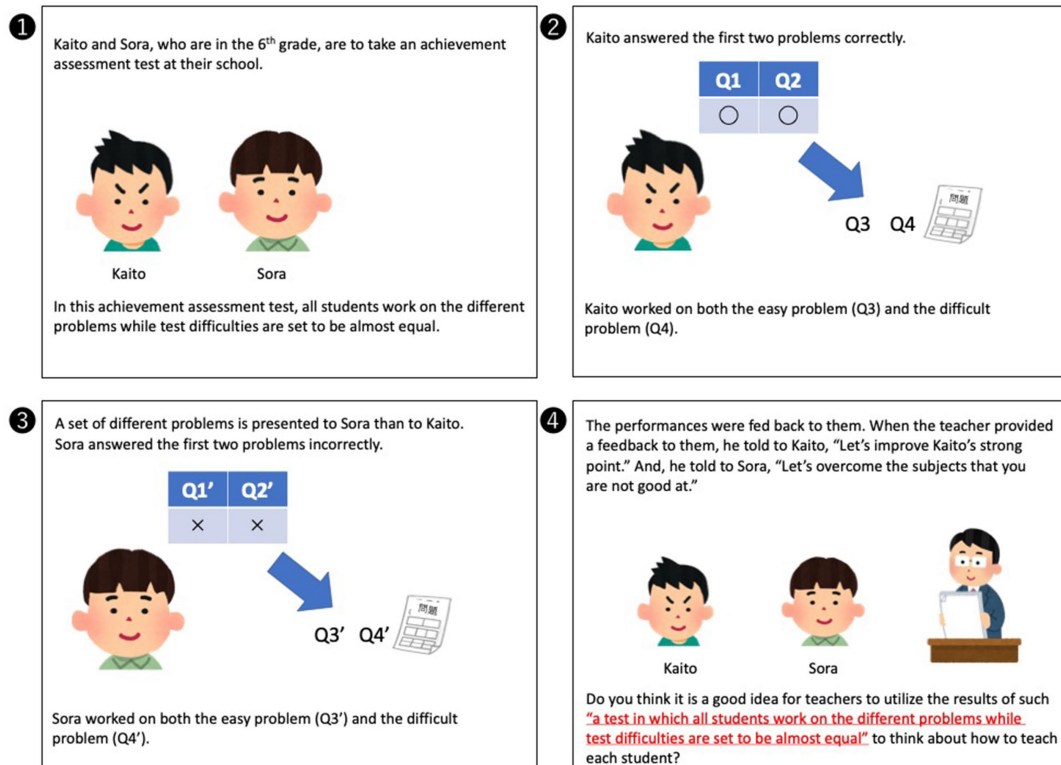 ❶
Kaito and Sora, who are in the 6th grade, are to take an achievement
assessment test at their school.
Kaito
Sora
In this achievement assessment test, all students work on the different
problems while test difficulties are set to be almost equal.
❷
Kaito answered the first two problems correctly.
Q1 Q2
○ ○
問題
Q3 Q4
Kaito worked on both the easy problem (Q3) and the difficult
problem (Q4).
❸
A set of different problems is presented to Sora than to Kaito.
Sora answered the first two problems incorrectly.
Q1’ Q2’
× ×
問題
Q3’ Q4’
Sora worked on both the easy problem (Q3’) and the difficult
problem (Q4’).
❹
The performances were fed back to them. When the teacher provided
a feedback to them, he told to Kaito, “Let’s improve Kaito’s strong
point.” And, he told to Sora, “Let’s overcome the subjects that you
are not good at.”
Kaito
Sora
Do you think it is a good idea for teachers to utilize the results of such
“a test in which all students work on the different problems while
test difficulties are set to be almost equal” to think about how to teach
each student?